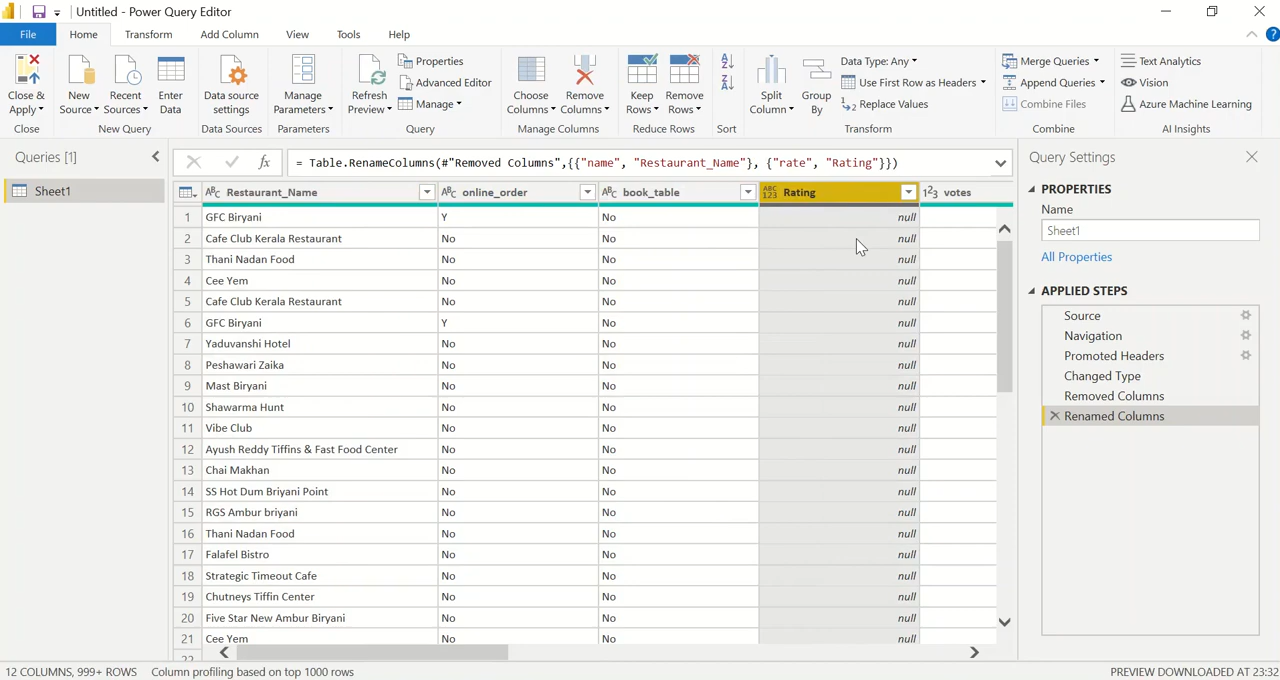 Untitled - Power Query Editor
File Home Transform Add Column View Tools Help
Close & Apply
New Source
Recent Sources
Enter Data
Data source settings
Manage Parameters
Refresh Preview
Properties
Advanced Editor
Manage
Choose Columns
Remove Columns
Keep Rows
Remove Rows
Split Column
Group By
Data Type: Any
Use First Row as Headers
Replace Values
Merge Queries
Append Queries
Combine Files
Text Analytics
Vision
Azure Machine Learning
Close New Query Data Sources Parameters Query Manage Columns Reduce Rows Sort Transform Combine AI Insights
Queries [1]
Sheet1
fx = Table.RenameColumns(#"Removed Columns",{{"name", "Restaurant_Name"}, {"rate", "Rating"}})
ABC Restaurant_Name ABC online_order ABC book_table ABC 123 Rating 123 votes
1 GFC Biryani Y No null
2 Cafe Club Kerala Restaurant No No null
3 Thani Nadan Food No No null
4 Cee Yem No No null
5 Cafe Club Kerala Restaurant No No null
6 GFC Biryani Y No null
7 Yaduvanshi Hotel No No null
8 Peshawari Zaika No No null
9 Mast Biryani No No null
10 Shawarma Hunt No No null
11 Vibe Club No No null
12 Ayush Reddy Tiffins & Fast Food Center No No null
13 Chai Makhan No No null
14 SS Hot Dum Briyani Point No No null
15 RGS Ambur briyani No No null
16 Thani Nadan Food No No null
17 Falafel Bistro No No null
18 Strategic Timeout Cafe No No null
19 Chutneys Tiffin Center No No null
20 Five Star New Ambur Biryani No No null
21 Cee Yem No No null
22
Query Settings
PROPERTIES
Name
Sheet1
All Properties
APPLIED STEPS
Source
Navigation
Promoted Headers
Changed Type
Removed Columns
Renamed Columns
12 COLUMNS, 999+ ROWS Column profiling based on top 1000 rows PREVIEW DOWNLOADED AT 23:32